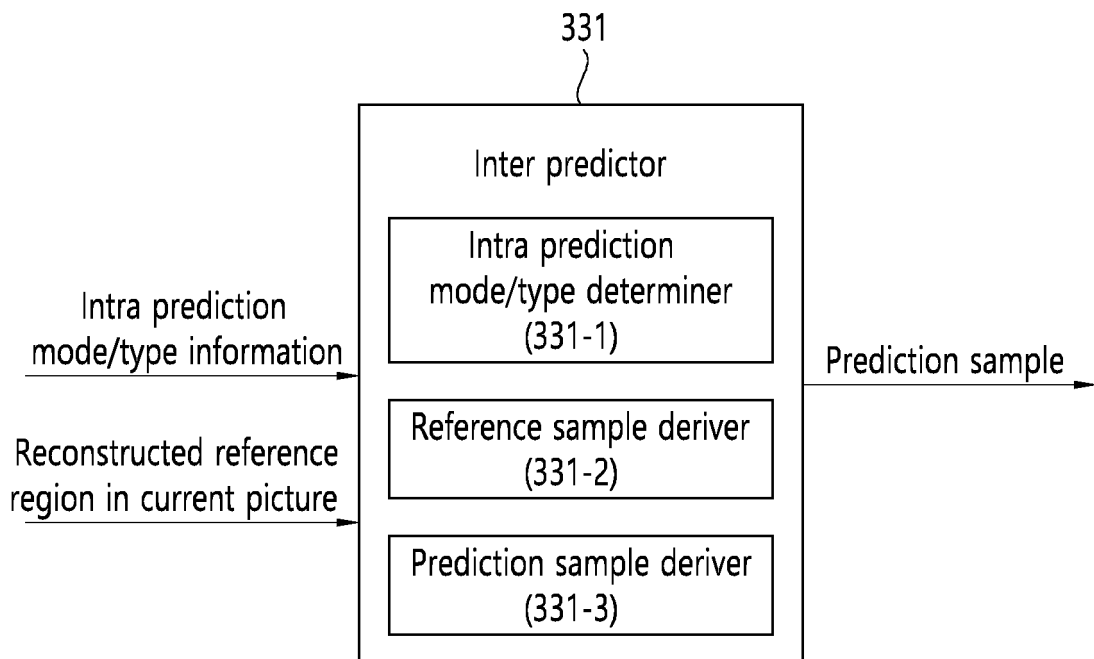 331
Inter predictor
Intra prediction
mode/type determiner
(331-1)
Intra prediction
mode/type information
Prediction sample
Reference sample deriver
(331-2)
Reconstructed reference
region in current picture
Prediction sample deriver
(331-3)